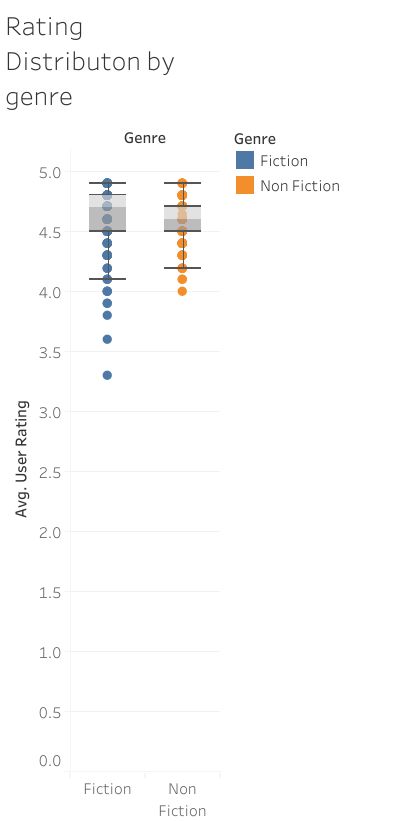 Rating
Distributon by
genre
Genre
Genre
Fiction
Non Fiction
5.0
4.5
4.0
3.5
3.0
2.5
2.0
1.5
1.0
0.5
0.0
Avg. User Rating
Fiction
Non
Fiction